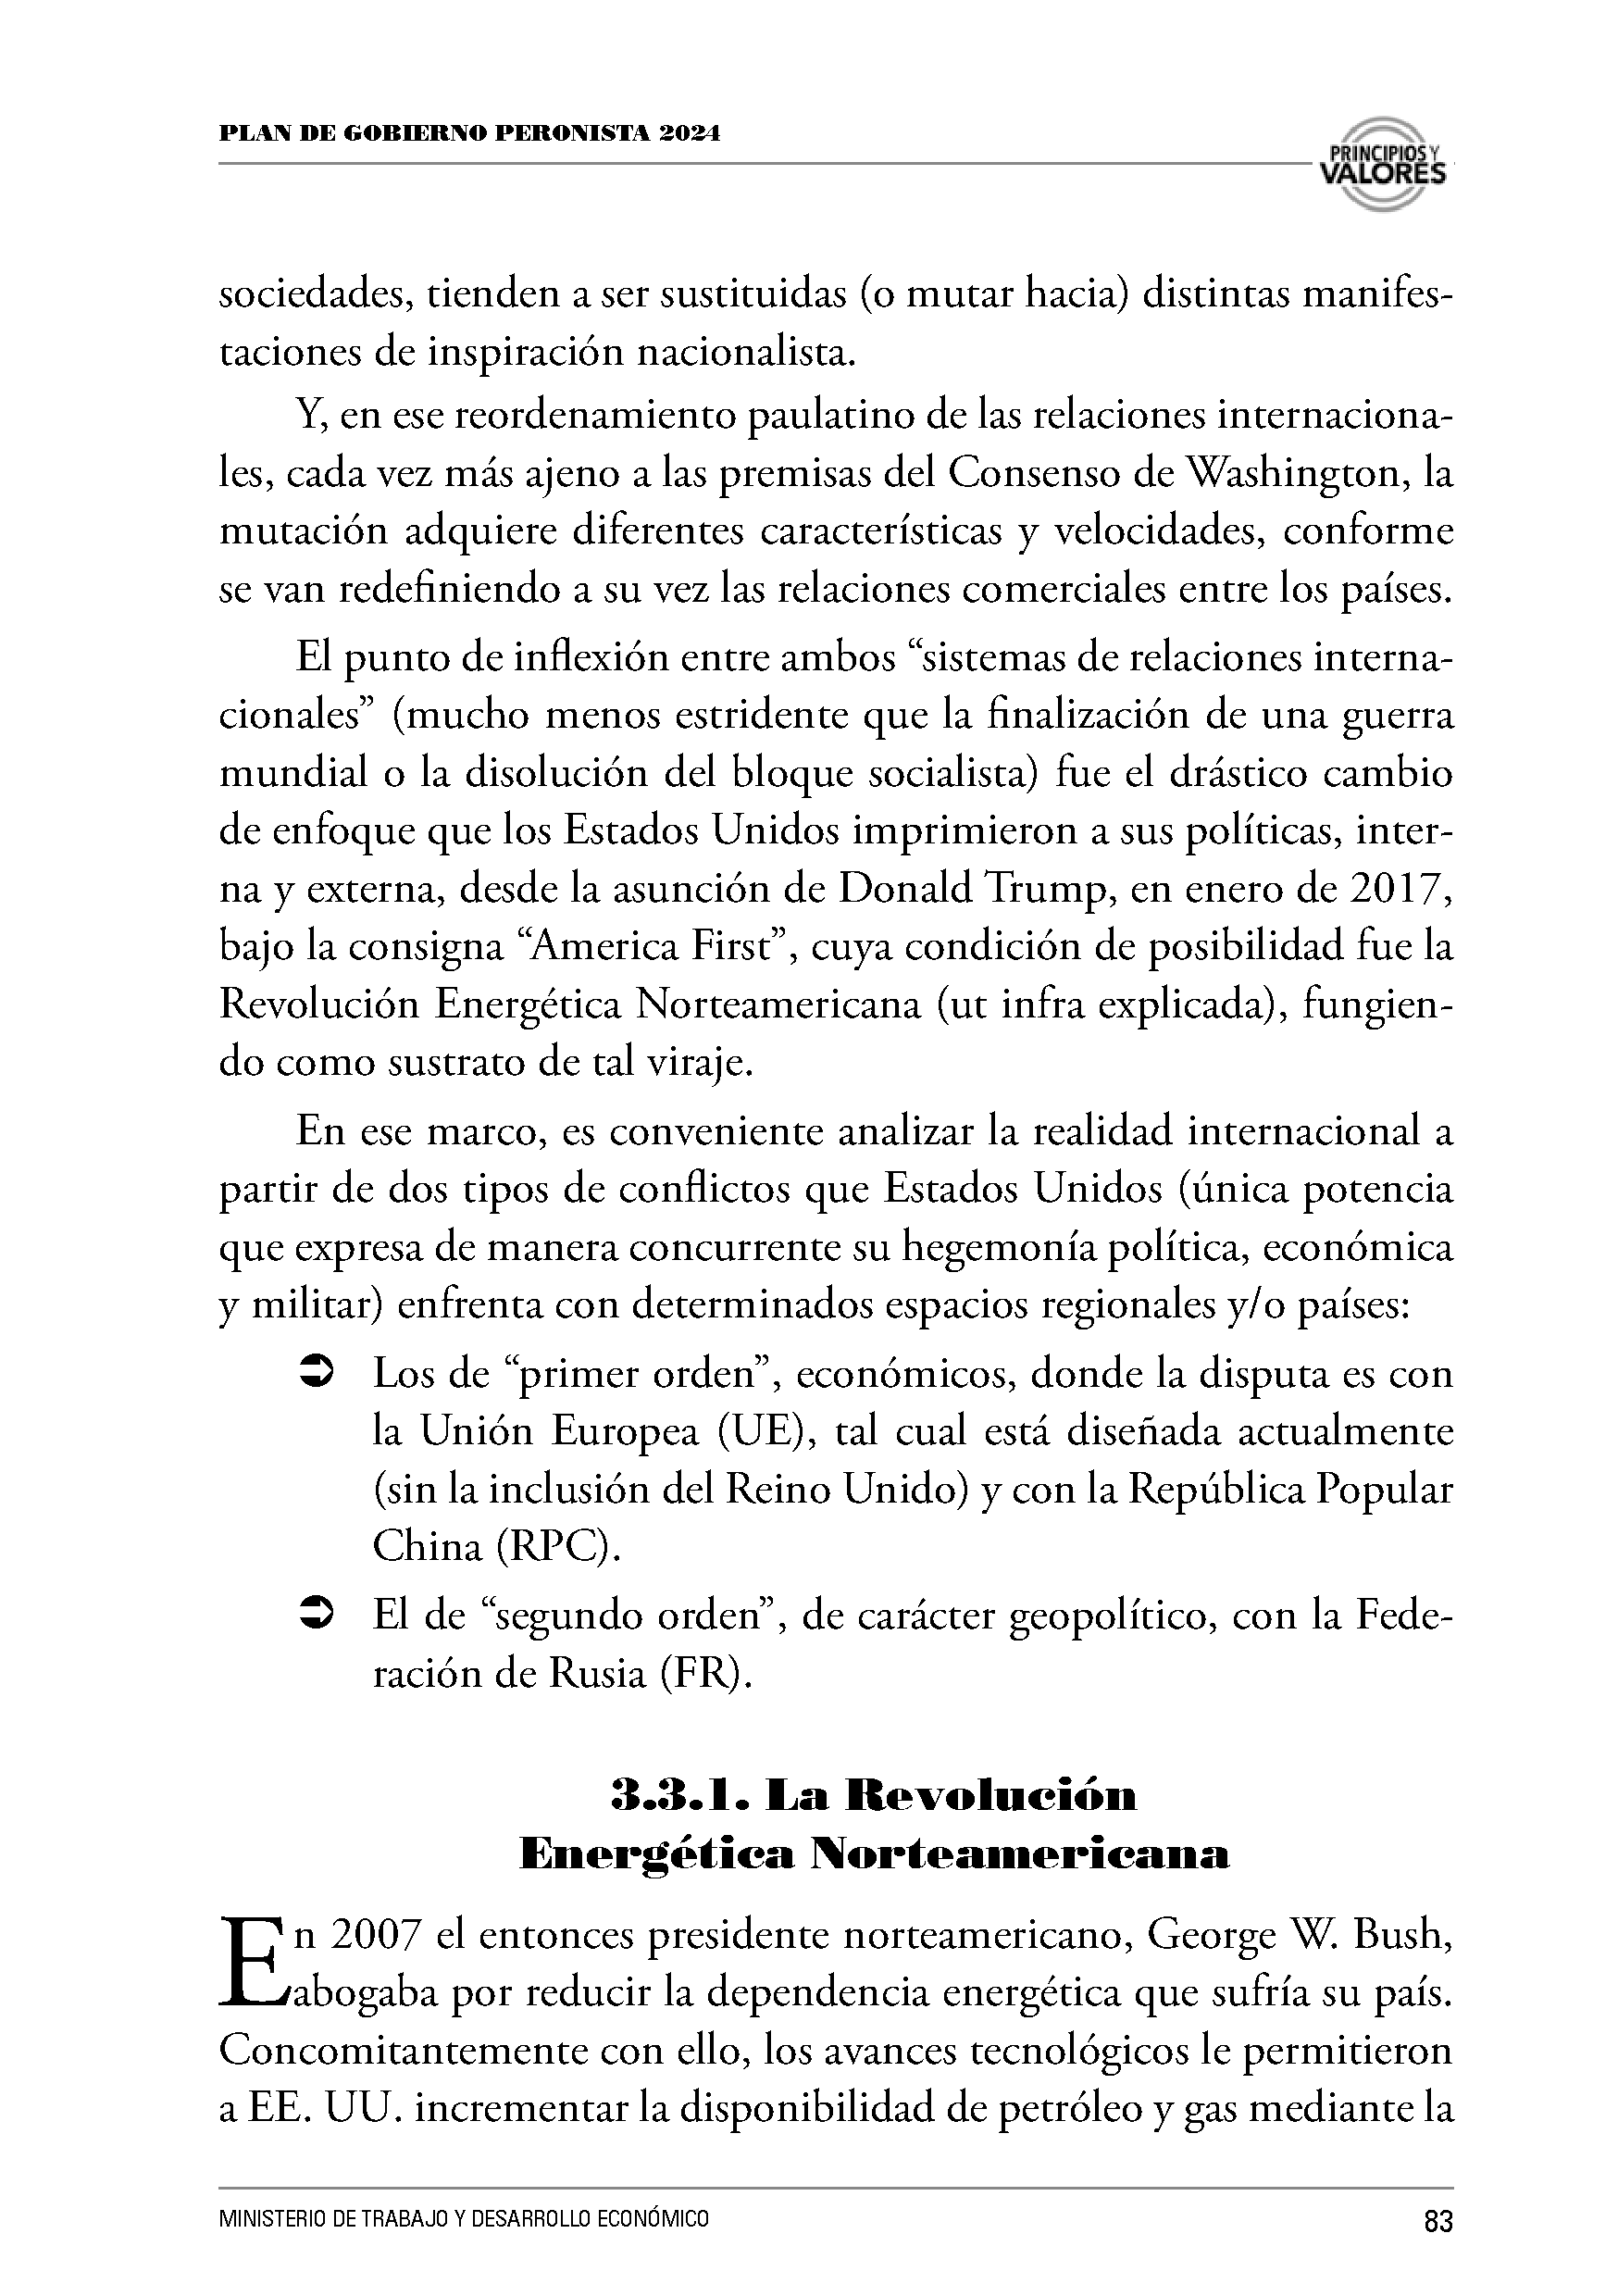 PLAN DE GOBIERNO PERONISTA 2024
PRINCIPIOS Y
VALORES
sociedades, tienden a ser sustituidas (o mutar hacia) distintas manifes-
taciones de inspiración nacionalista.
Y, en ese reordenamiento paulatino de las relaciones internaciona-
les, cada vez más ajeno a las premisas del Consenso de Washington, la
mutación adquiere diferentes características y velocidades, conforme
se van redefiniendo a su vez las relaciones comerciales entre los países.
El punto de inflexión entre ambos “sistemas de relaciones interna-
cionales” (mucho menos estridente que la finalización de una guerra
mundial o la disolución del bloque socialista) fue el drástico cambio
de enfoque que los Estados Unidos imprimieron a sus políticas, inter-
na y externa, desde la asunción de Donald Trump, en enero de 2017,
bajo la consigna “America First”, cuya condición de posibilidad fue la
Revolución Energética Norteamericana (ut infra explicada), fungien-
do como sustrato de tal viraje.
En ese marco, es conveniente analizar la realidad internacional a
partir de dos tipos de conflictos que Estados Unidos (única potencia
que expresa de manera concurrente su hegemonía política, económica
y militar) enfrenta con determinados espacios regionales y/o países:
➲ Los de “primer orden”, económicos, donde la disputa es con
la Unión Europea (UE), tal cual está diseñada actualmente
(sin la inclusión del Reino Unido) y con la República Popular
China (RPC).
➲ El de “segundo orden”, de carácter geopolítico, con la Fede-
ración de Rusia (FR).
3.3.1. La Revolución
Energética Norteamericana
En 2007 el entonces presidente norteamericano, George W. Bush,
abogaba por reducir la dependencia energética que sufría su país.
Concomitantemente con ello, los avances tecnológicos le permitieron
a EE. UU. incrementar la disponibilidad de petróleo y gas mediante la
MINISTERIO DE TRABAJO Y DESARROLLO ECONÓMICO
83